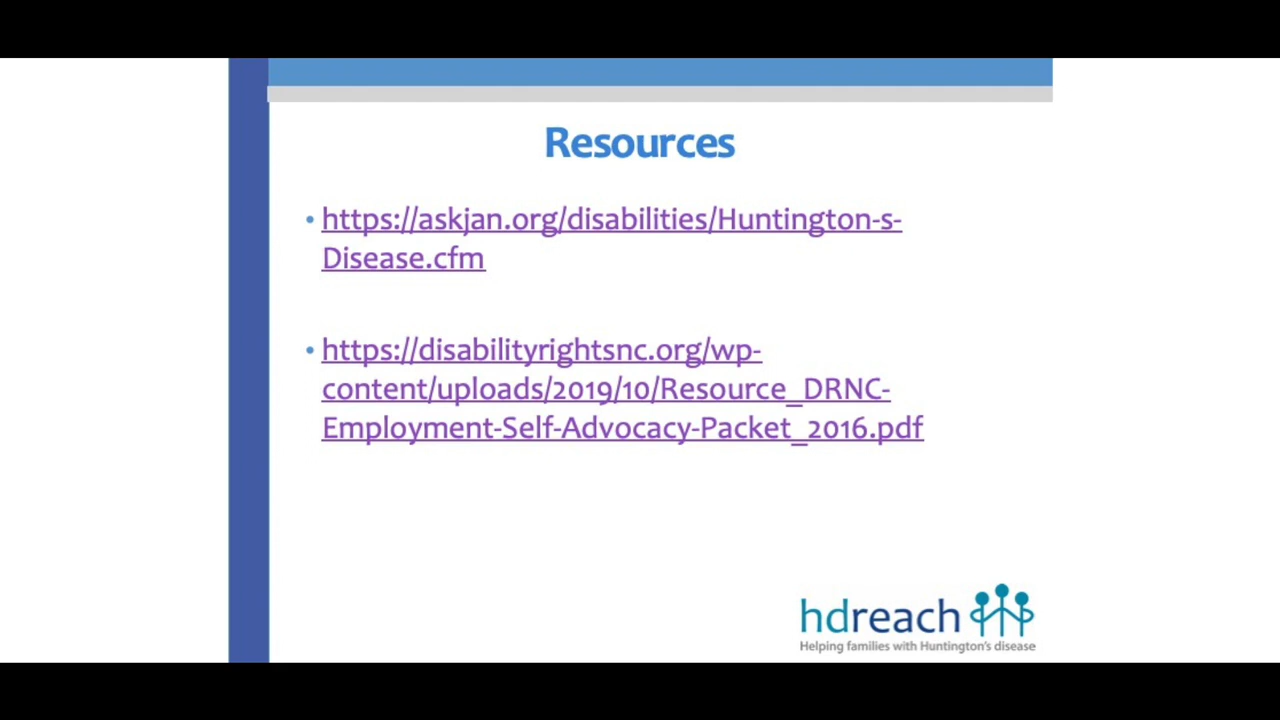 Resources
• https://askjan.org/disabilities/Huntington-s-
Disease.cfm
• https://disabilityrightsnc.org/wp-
content/uploads/2019/10/Resource_DRNC-
Employment-Self-Advocacy-Packet_2016.pdf
hdreach
Helping families with Huntington's disease